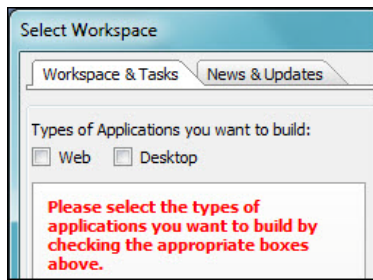 Select Workspace
Workspace & Tasks
News & Updates
Types of Applications you want to build:
Web
Desktop
Please select the types of
applications you want to build by
checking the appropriate boxes
above.